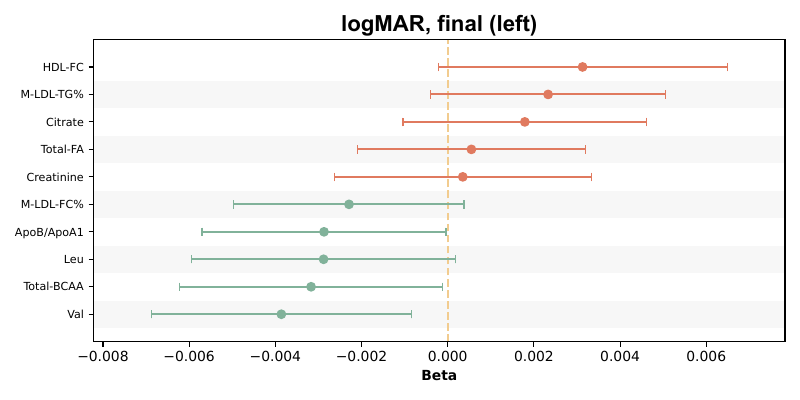 logMAR, final (left)
HDL-FC
M-LDL-TG%
Citrate
Total-FA
Creatinine
M-LDL-FC%
ApoB/ApoA1
Leu
Total-BCAA
Val
−0.008 −0.006 −0.004 −0.002 0.000 0.002 0.004 0.006
Beta